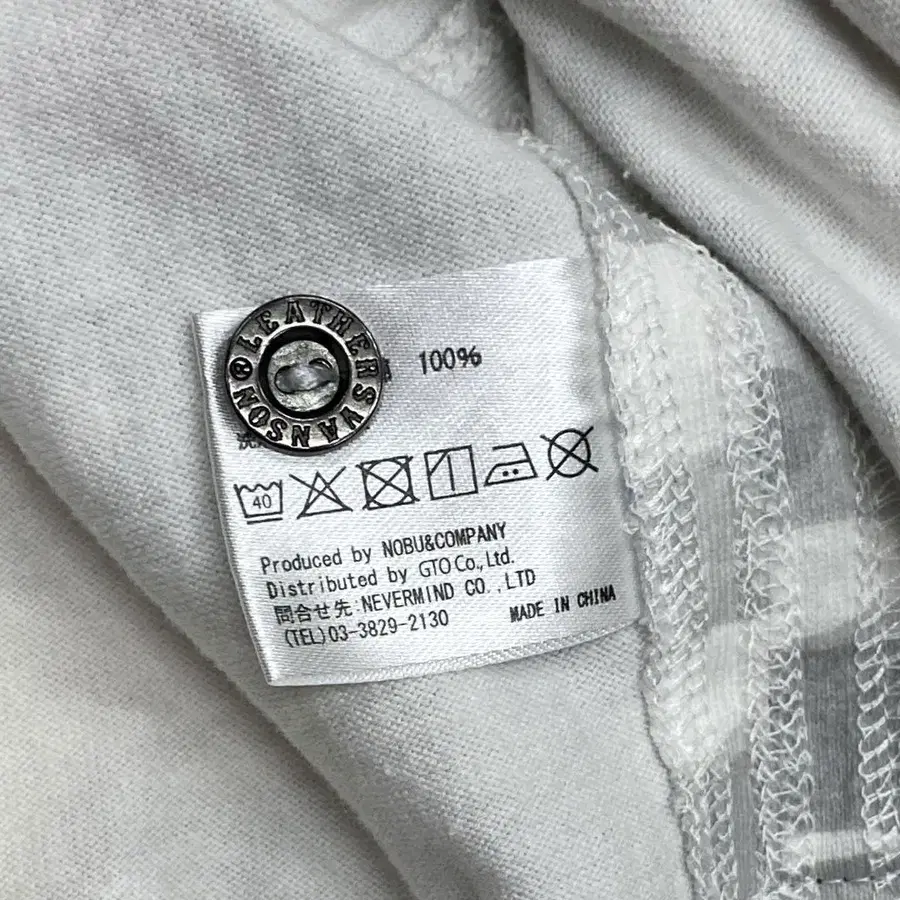 LEATHERS VANSON ®
100%
洗
40
Produced by NOBU&COMPANY
Distributed by GTO Co., Ltd.
問合せ先:NEVERMIND CO.,LTD
(TEL)03-3829-2130
MADE IN CHINA